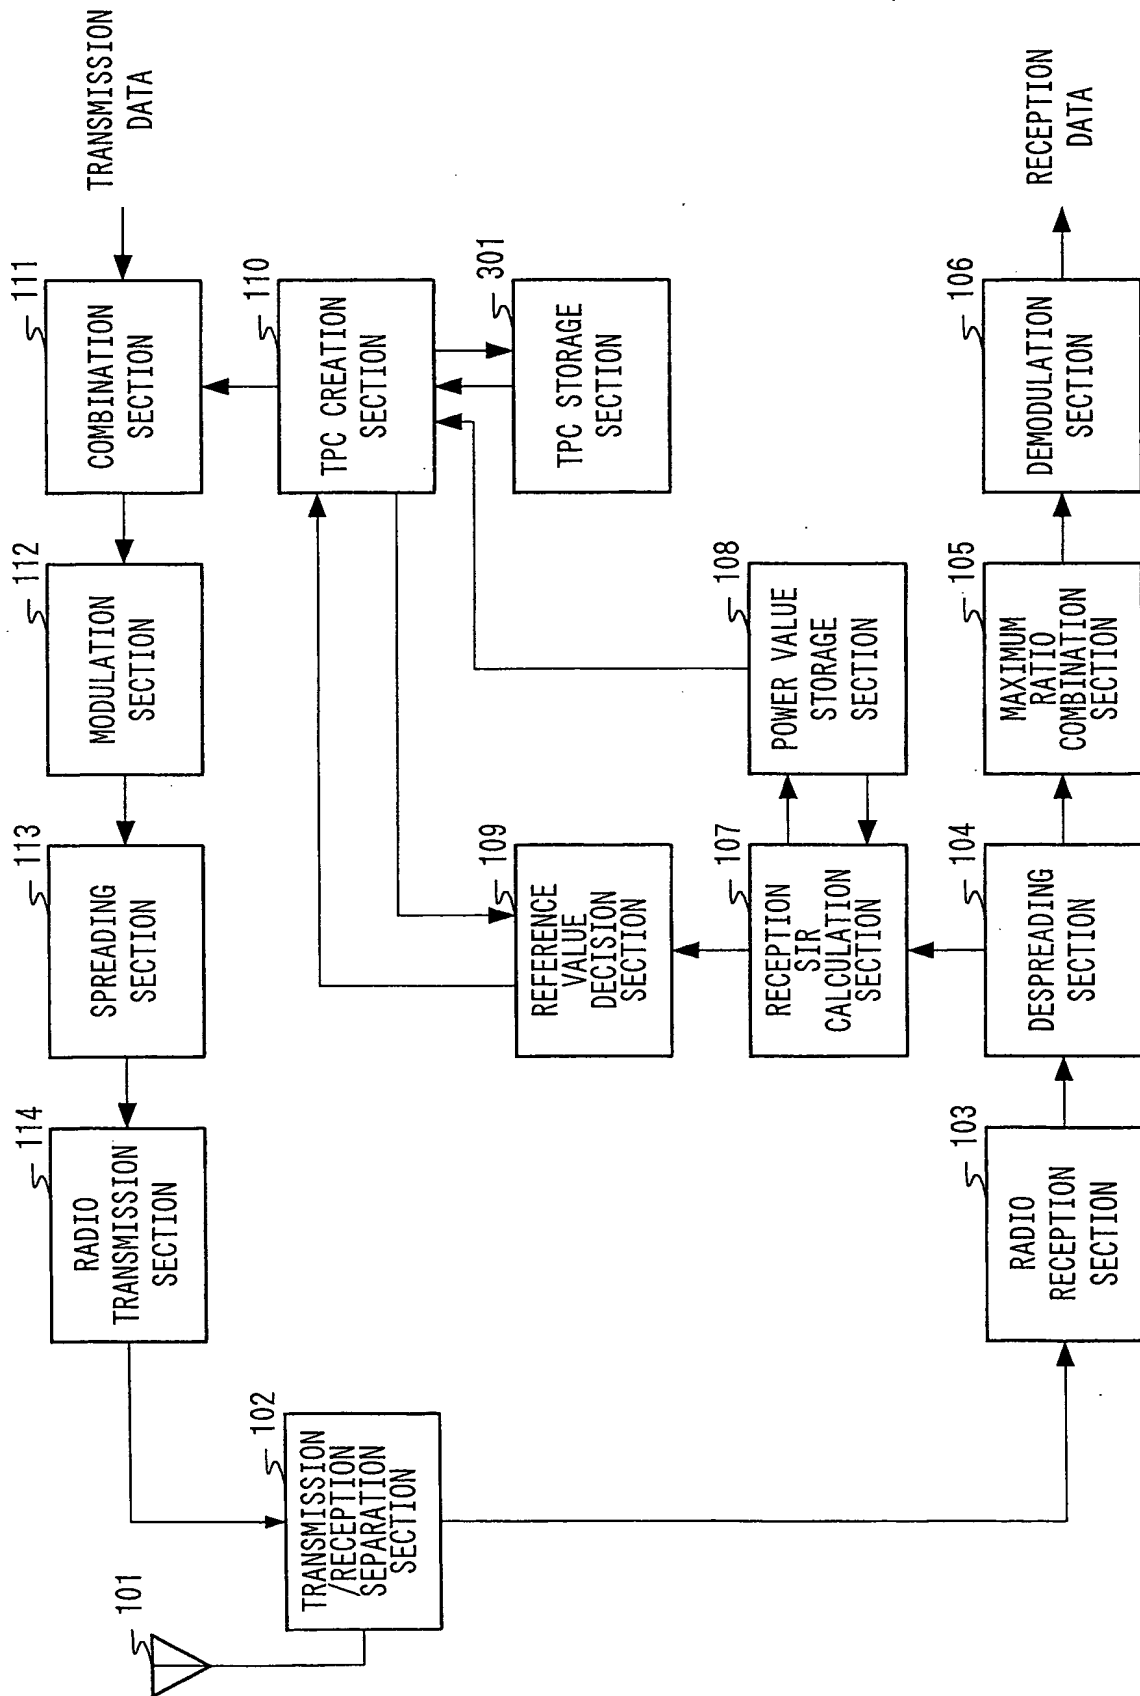 101
TRANSMISSION
/RECEPTION
SEPARATION
SECTION
102
RADIO
TRANSMISSION
SECTION
114
SPREADING
SECTION
113
MODULATION
SECTION
112
COMBINATION
SECTION
111
TRANSMISSION
DATA
TPC CREATION
SECTION
110
TPC STORAGE
SECTION
301
REFERENCE
VALUE
DECISION
SECTION
109
RECEPTION
SIR
CALCULATION
SECTION
107
POWER VALUE
STORAGE
SECTION
108
RADIO
RECEPTION
SECTION
103
DESPREADING
SECTION
104
MAXIMUM
RATIO
COMBINATION
SECTION
105
DEMODULATION
SECTION
106
RECEPTION
DATA